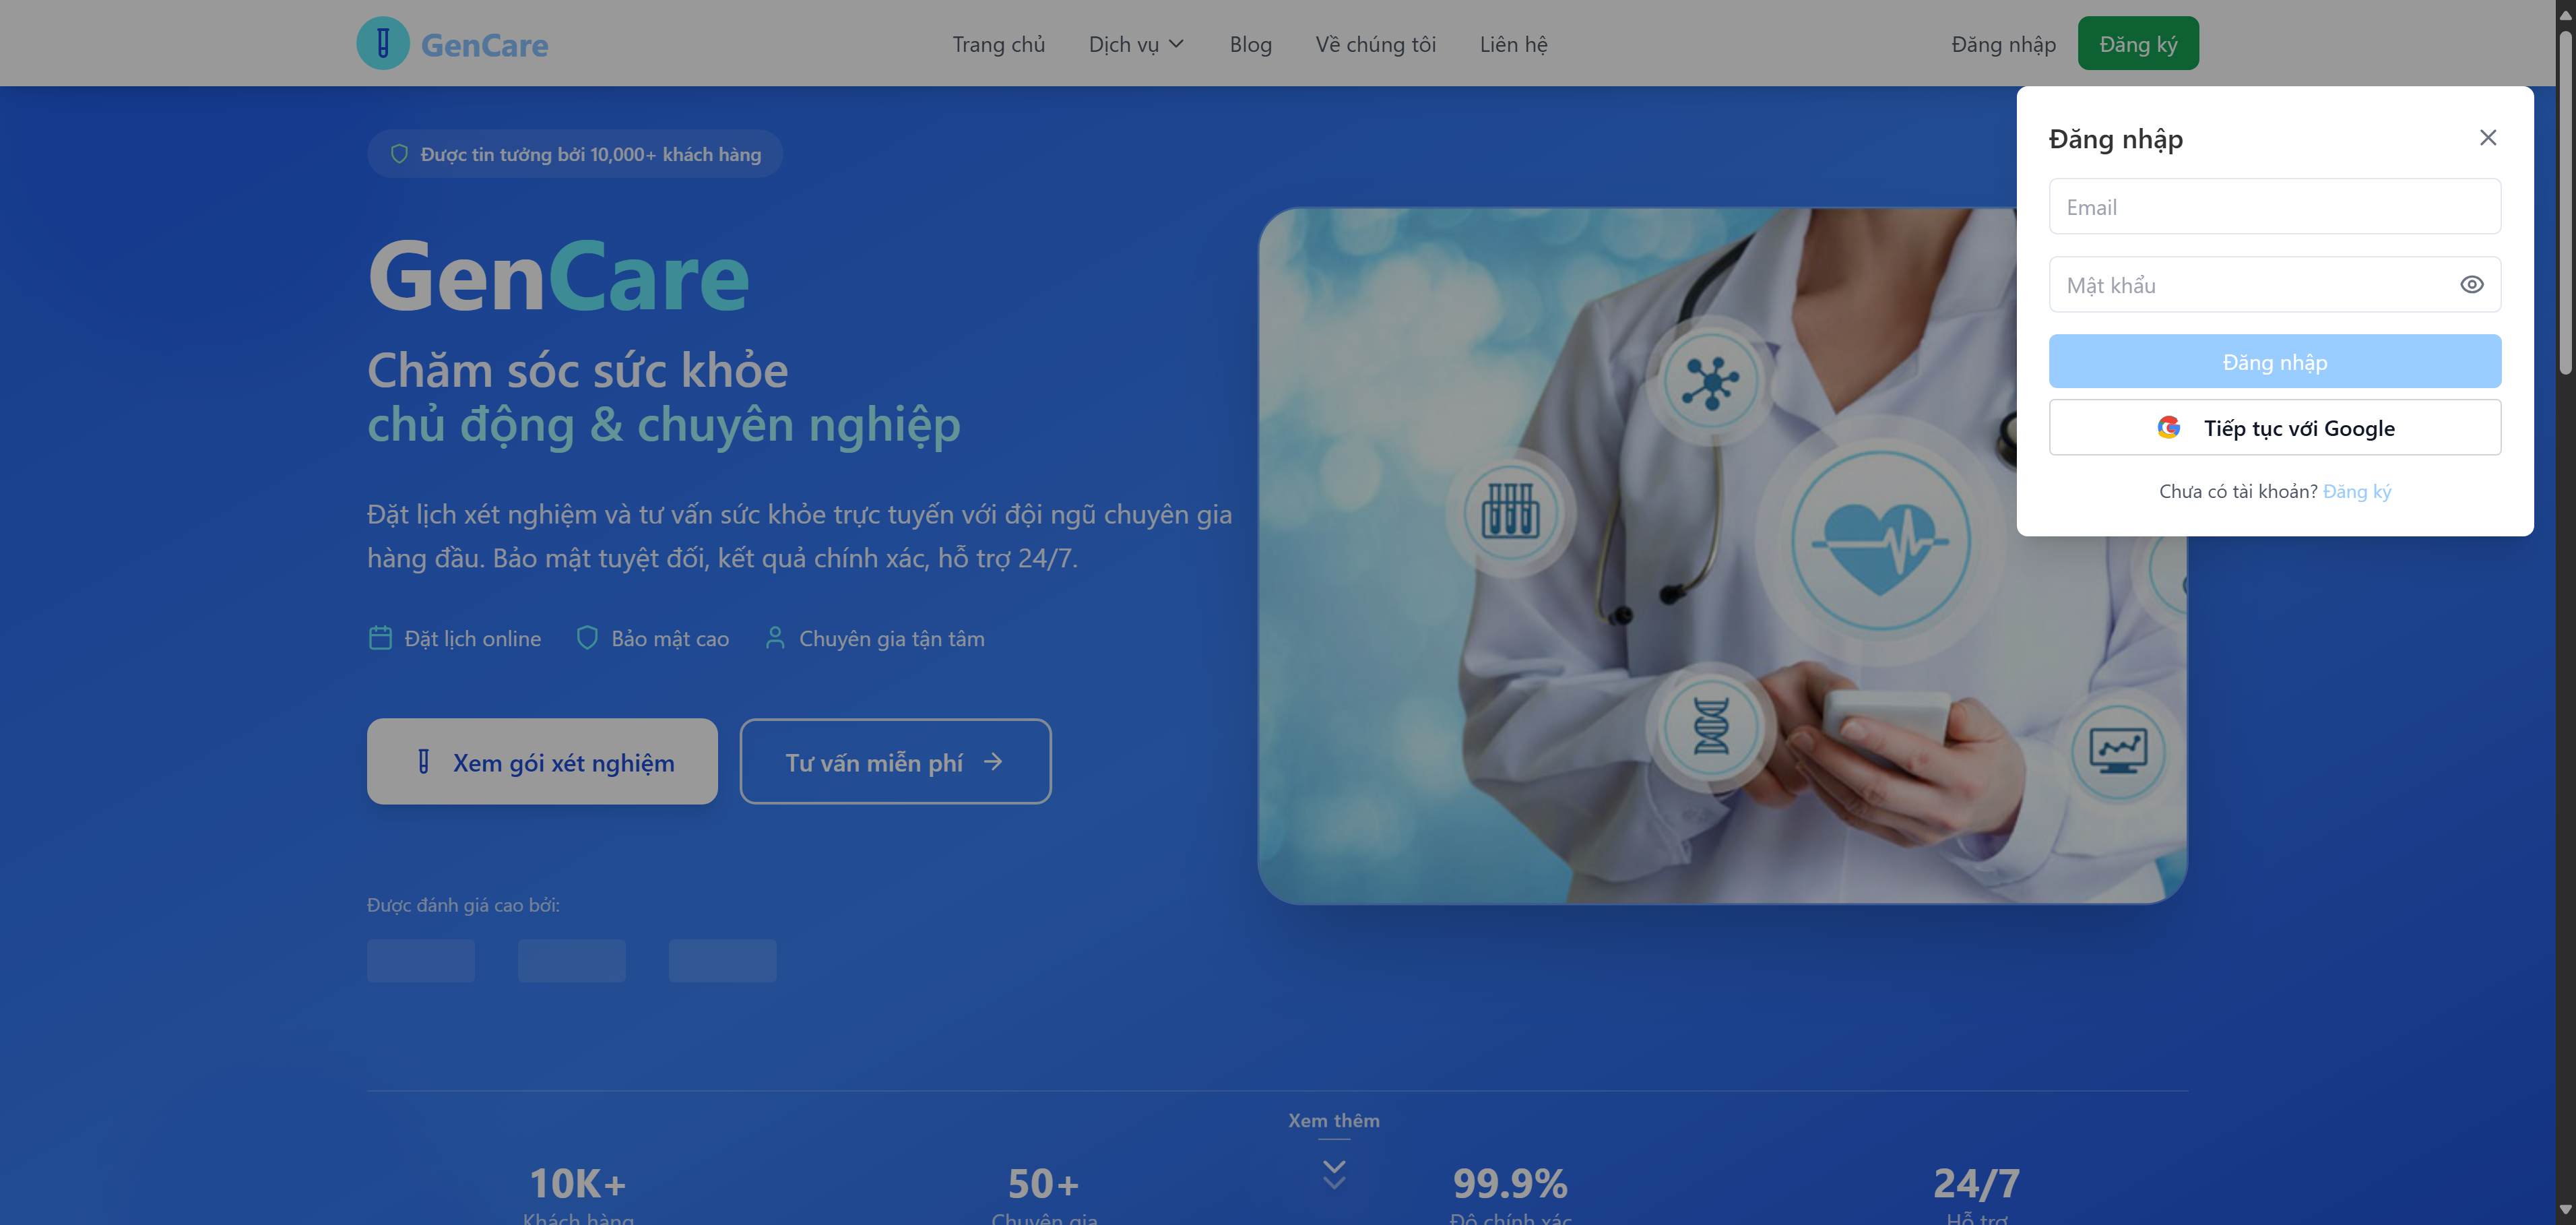 GenCare
Trang chủ
Dịch vụ
Blog
Về chúng tôi
Liên hệ
Đăng nhập
Đăng ký
Được tin tưởng bởi 10,000+ khách hàng
GenCare
Chăm sóc sức khỏe
chủ động & chuyên nghiệp
Đặt lịch xét nghiệm và tư vấn sức khỏe trực tuyến với đội ngũ chuyên gia
hàng đầu. Bảo mật tuyệt đối, kết quả chính xác, hỗ trợ 24/7.
Đặt lịch online
Bảo mật cao
Chuyên gia tận tâm
Xem gói xét nghiệm
Tư vấn miễn phí
Được đánh giá cao bởi:
Đăng nhập
Email
Mật khẩu
Đăng nhập
Tiếp tục với Google
Chưa có tài khoản? Đăng ký
Xem thêm
10K+
Khách hàng
50+
Chuyên gia
99.9%
Độ chính xác
24/7
Hỗ trợ